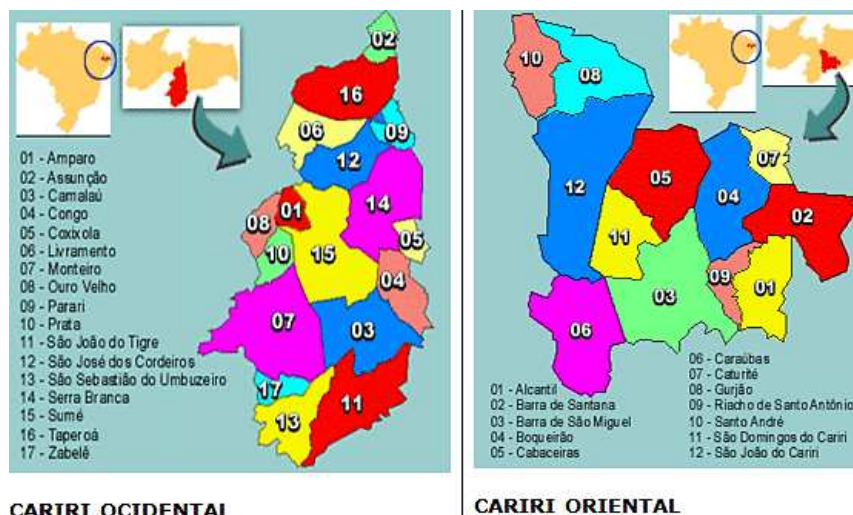 02
16
06
09
12
14
01
08
05
10
15
04
07
03
17
11
13
01 - Amparo
02 - Assunção
03 - Camalaú
04 - Congo
05 - Coxixola
06 - Livramento
07 - Monteiro
08 - Ouro Velho
09 - Parari
10 - Prata
11 - São João do Tigre
12 - São José dos Cordeiros
13 - São Sebastião do Umbuzeiro
14 - Serra Branca
15 - Sumé
16 - Taperoá
17 - Zabelê
CARIRI OCIDENTAL
10
08
07
05
12
04
02
11
09
01
03
06
01 - Alcantil
02 - Barra de Santana
03 - Barra de São Miguel
04 - Boqueirão
05 - Cabaceiras
06 - Caraúbas
07 - Caturité
08 - Gurjão
09 - Riacho de Santo Antônio
10 - Santo André
11 - São Domingos do Cariri
12 - São João do Cariri
CARIRI ORIENTAL